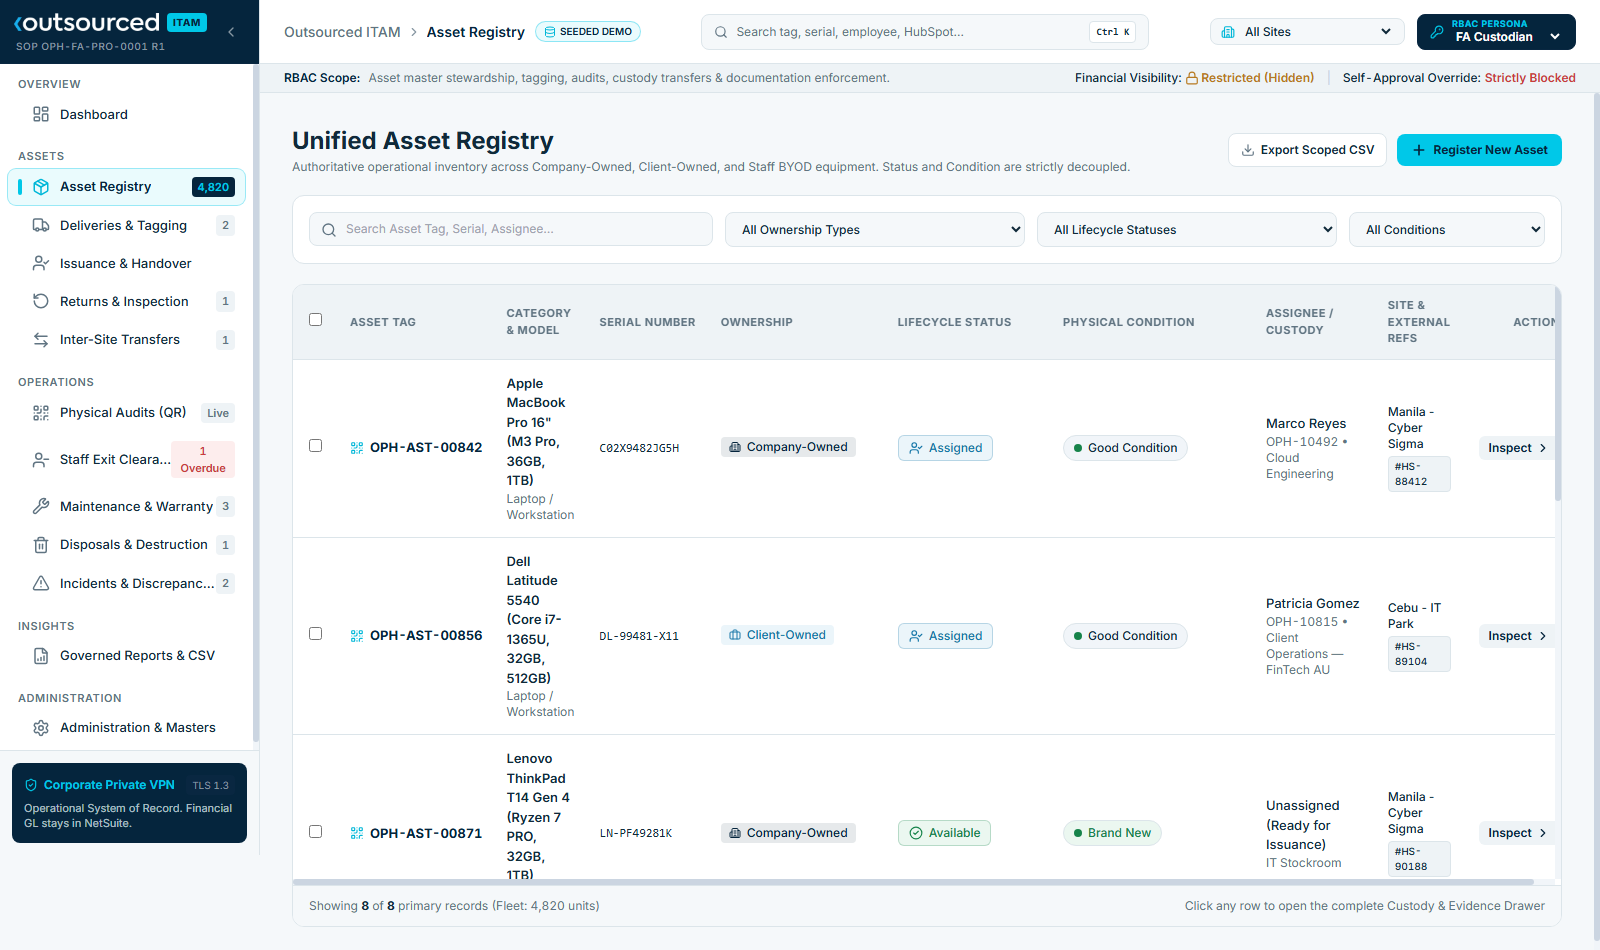 outsourced ITAM
SOP OPH-FA-PRO-0001 R1
Outsourced ITAM > Asset Registry SEEDED DEMO
Search tag, serial, employee, HubSpot... Ctrl K
All Sites
RBAC PERSONA
FA Custodian
RBAC Scope: Asset master stewardship, tagging, audits, custody transfers & documentation enforcement.
Financial Visibility: Restricted (Hidden)
Self-Approval Override: Strictly Blocked
OVERVIEW
Dashboard
ASSETS
Asset Registry 4,820
Deliveries & Tagging 2
Issuance & Handover
Returns & Inspection 1
Inter-Site Transfers 1
OPERATIONS
Physical Audits (QR) Live
Staff Exit Cleara... 1 Overdue
Maintenance & Warranty 3
Disposals & Destruction 1
Incidents & Discrepanc... 2
INSIGHTS
Governed Reports & CSV
ADMINISTRATION
Administration & Masters
Corporate Private VPN TLS 1.3
Operational System of Record. Financial
GL stays in NetSuite.
Unified Asset Registry
Authoritative operational inventory across Company-Owned, Client-Owned, and Staff BYOD equipment. Status and Condition are strictly decoupled.
Export Scoped CSV
Register New Asset
Search Asset Tag, Serial, Assignee...
All Ownership Types
All Lifecycle Statuses
All Conditions
ASSET TAG
CATEGORY
& MODEL
SERIAL NUMBER
OWNERSHIP
LIFECYCLE STATUS
PHYSICAL CONDITION
ASSIGNEE /
CUSTODY
SITE &
EXTERNAL
REFS
ACTION
OPH-AST-00842
Apple
MacBook
Pro 16"
(M3 Pro,
36GB,
1TB)
Laptop /
Workstation
C02X9482JG5H
Company-Owned
Assigned
Good Condition
Marco Reyes
OPH-10492 •
Cloud
Engineering
Manila -
Cyber
Sigma
#HS-
88412
Inspect
OPH-AST-00856
Dell
Latitude
5540
(Core i7-
1365U,
32GB,
512GB)
Laptop /
Workstation
DL-99481-X11
Client-Owned
Assigned
Good Condition
Patricia Gomez
OPH-10815 •
Client
Operations —
FinTech AU
Cebu - IT
Park
#HS-
89104
Inspect
OPH-AST-00871
Lenovo
ThinkPad
T14 Gen 4
(Ryzen 7
PRO,
32GB,
1TB)
LN-PF49281K
Company-Owned
Available
Brand New
Unassigned
(Ready for
Issuance)
IT Stockroom
Manila -
Cyber
Sigma
#HS-
90188
Inspect
Showing 8 of 8 primary records (Fleet: 4,820 units)
Click any row to open the complete Custody & Evidence Drawer